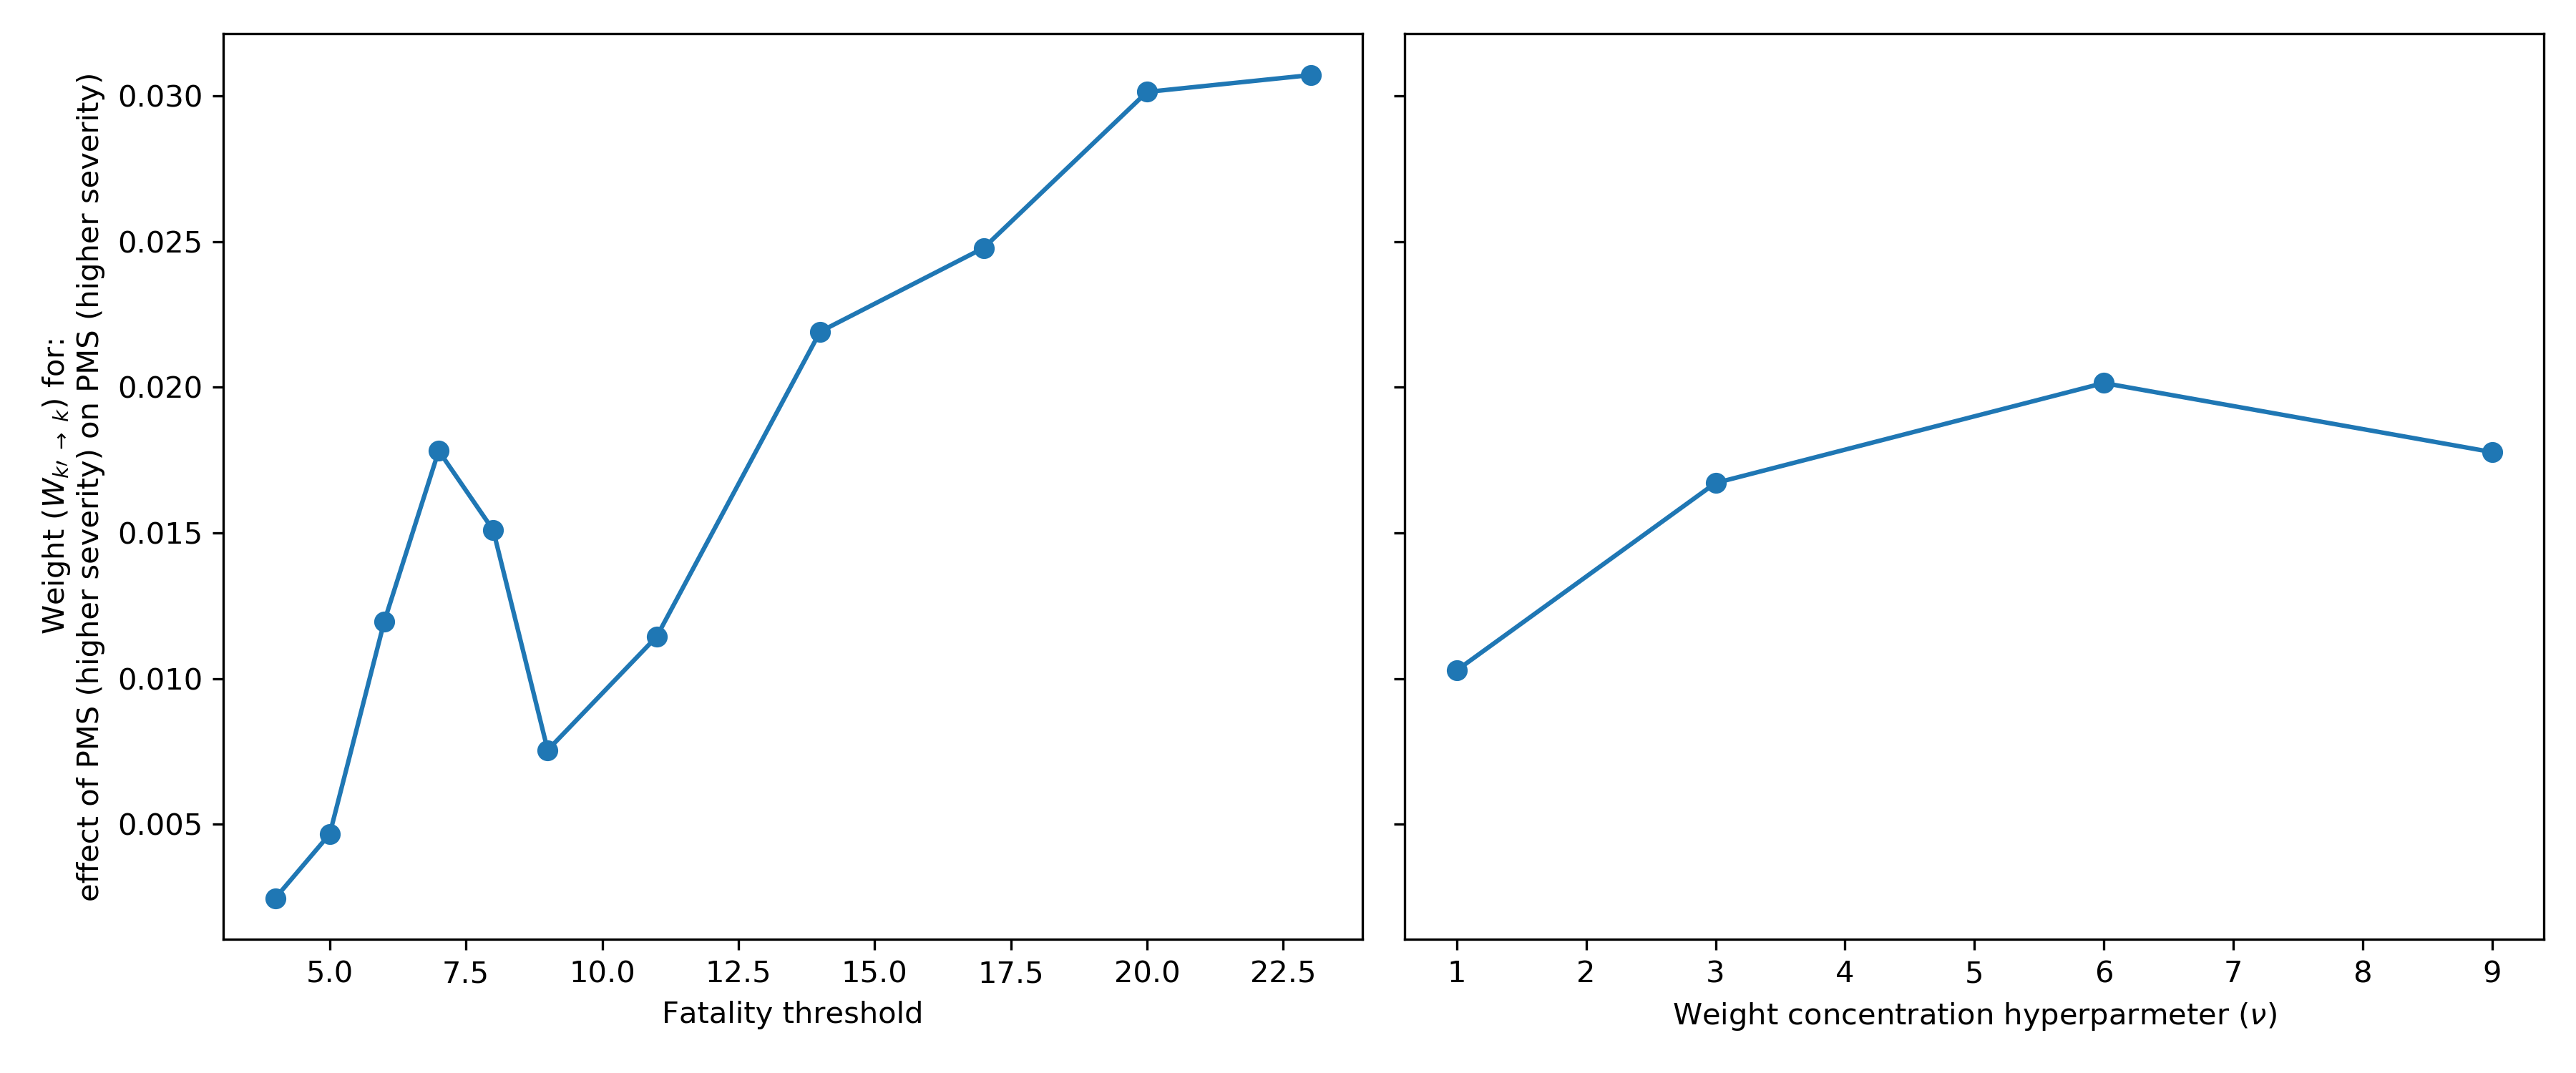 Weight (W_{k′ → k}) for:
effect of PMS (higher severity) on PMS (higher severity)
0.030
0.025
0.020
0.015
0.010
0.005
5.0 7.5 10.0 12.5 15.0 17.5 20.0 22.5
Fatality threshold
1 2 3 4 5 6 7 8 9
Weight concentration hyperparmeter (ν)